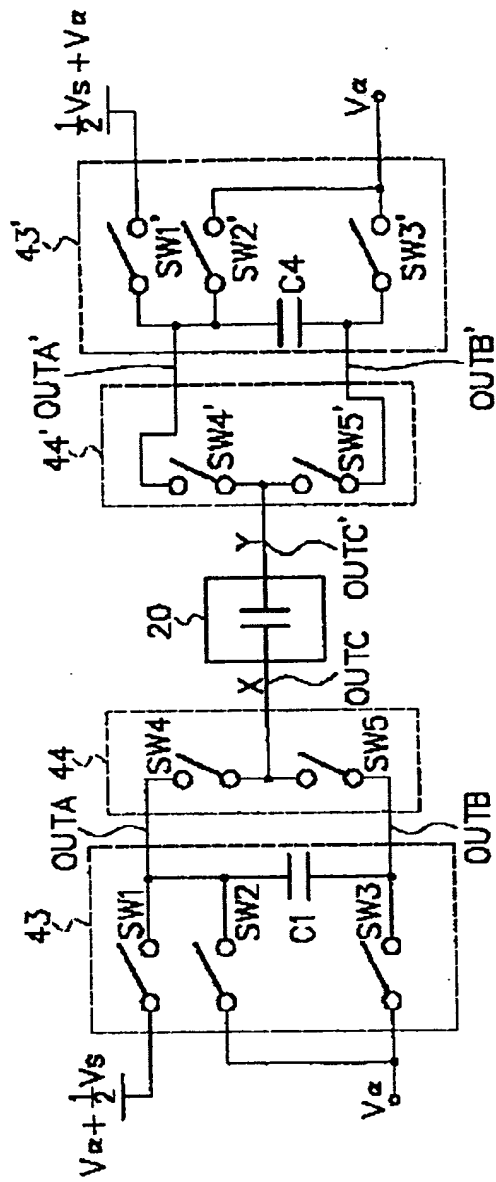 Vα+½Vs
43
SW1
SW2
C1
SW3
Vα
OUTA
OUTB
44
SW4
SW5
X
OUTC
20
Y
OUTC'
44'
SW4'
SW5'
OUTA'
OUTB'
43'
SW1'
SW2'
C4
SW3'
½Vs+Vα
Vα